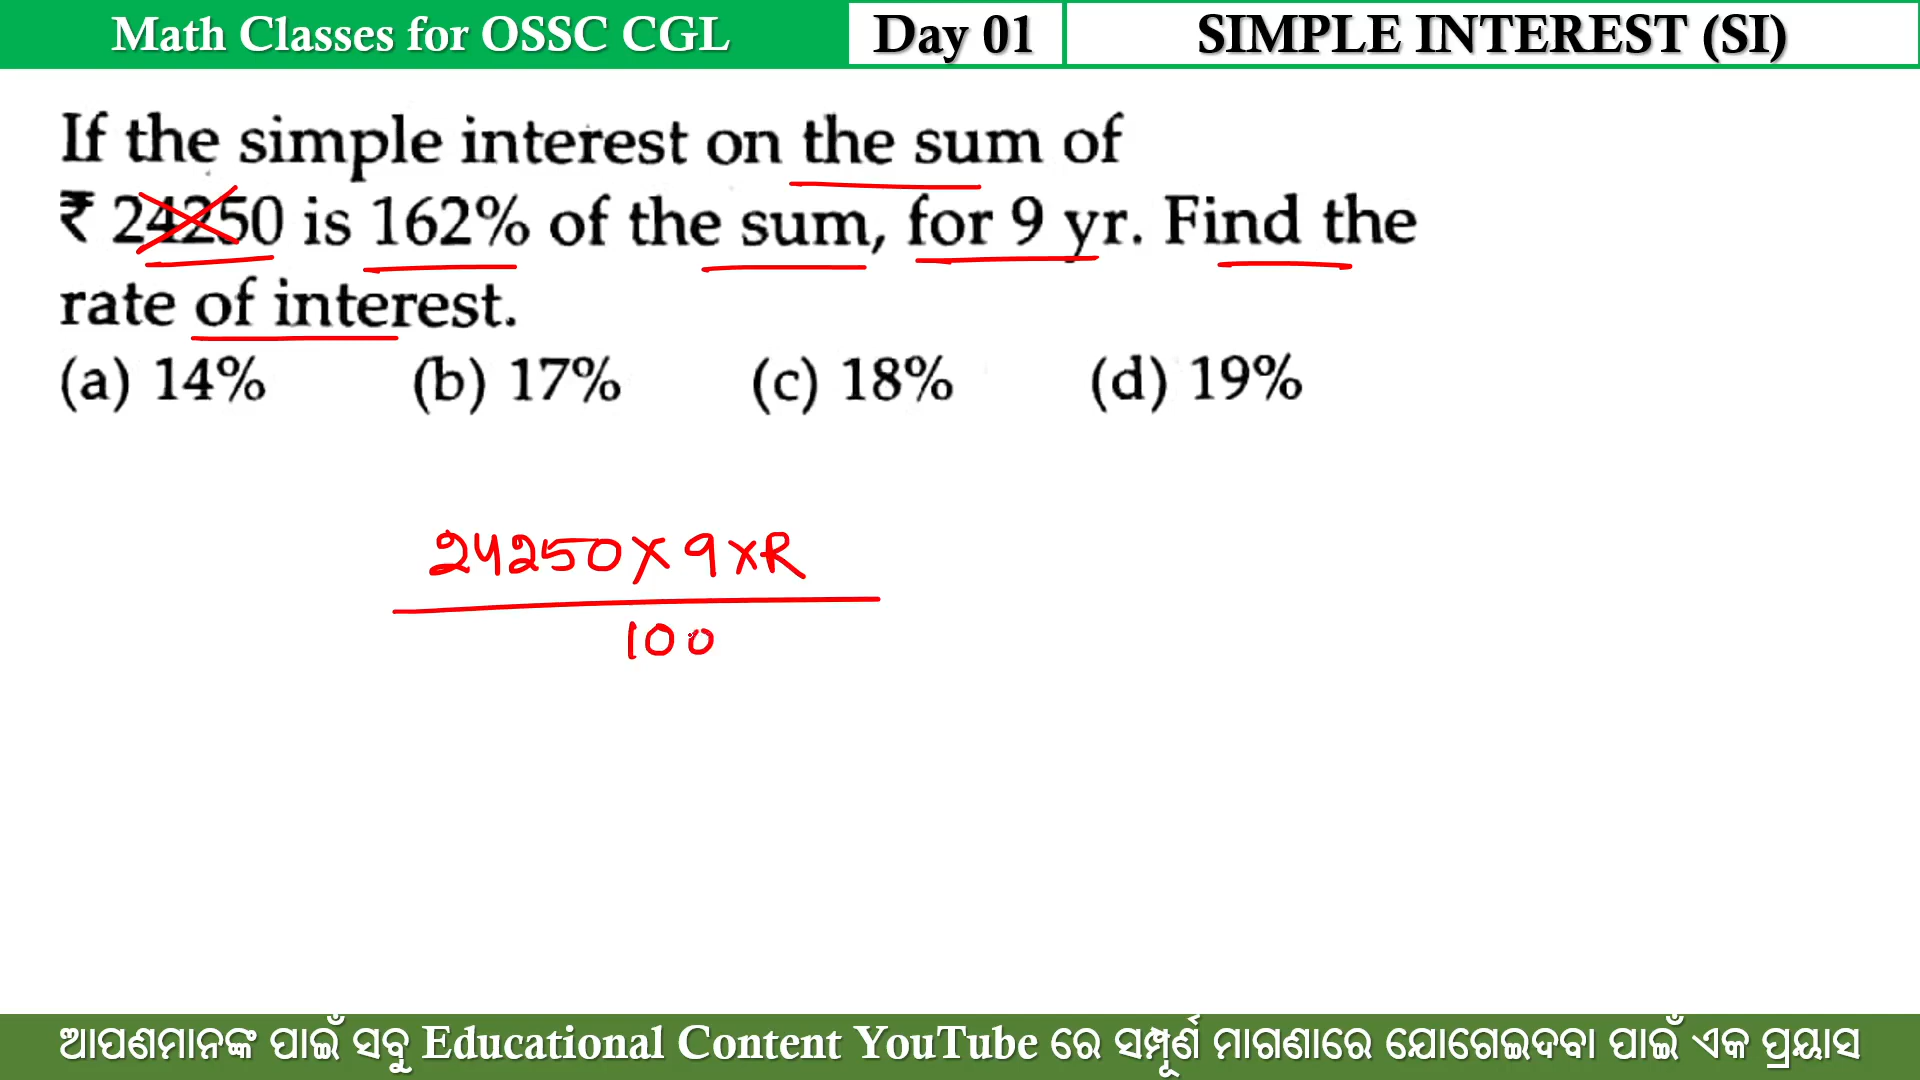 Math Classes for OSSC CGL
Day 01
SIMPLE INTEREST (SI)
If the simple interest on the sum of
₹ 24250 is 162% of the sum, for 9 yr. Find the
rate of interest.
(a) 14% (b) 17% (c) 18% (d) 19%
24250 × 9 × R
100
ଆପଣମାନଙ୍କ ପାଇଁ ସବୁ Educational Content YouTube ରେ ସମ୍ପୂର୍ଣ ମାଗଣାରେ ଯୋଗେଇଦବା ପାଇଁ ଏକ ପ୍ରୟାସ